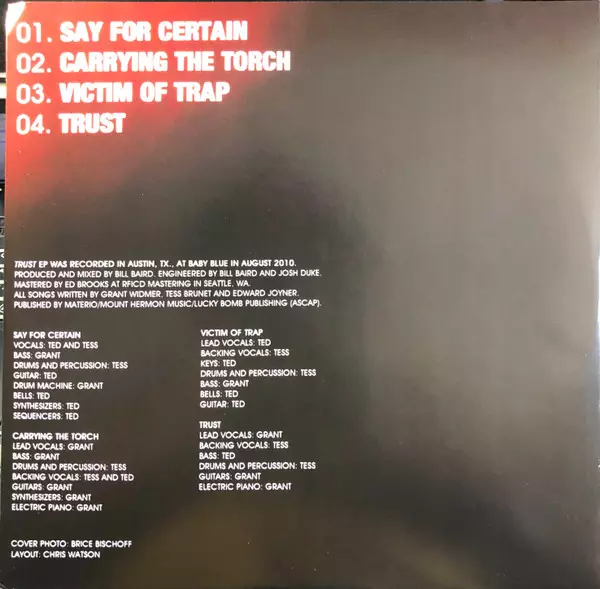 01. SAY FOR CERTAIN
02. CARRYING THE TORCH
03. VICTIM OF TRAP
04. TRUST
TRUST EP WAS RECORDED IN AUSTIN, TX., AT BABY BLUE IN AUGUST 2010.
PRODUCED AND MIXED BY BILL BAIRD. ENGINEERED BY BILL BAIRD AND JOSH DUKE.
MASTERED BY ED BROOKS AT RFICD MASTERING IN SEATTLE, WA.
ALL SONGS WRITTEN BY GRANT WIDMER, TESS BRUNET AND EDWARD JOYNER.
PUBLISHED BY MATERIO/MOUNT HERMON MUSIC/LUCKY BOMB PUBLISHING (ASCAP).
SAY FOR CERTAIN
VOCALS: TED AND TESS
BASS: GRANT
DRUMS AND PERCUSSION: TESS
GUITAR: TED
DRUM MACHINE: GRANT
BELLS: TED
SYNTHESIZERS: TED
SEQUENCERS: TED
CARRYING THE TORCH
LEAD VOCALS: GRANT
BASS: GRANT
DRUMS AND PERCUSSION: TESS
BACKING VOCALS: TESS AND TED
GUITARS: GRANT
SYNTHESIZERS: GRANT
ELECTRIC PIANO: GRANT
VICTIM OF TRAP
LEAD VOCALS: TED
BACKING VOCALS: TESS
KEYS: TED
DRUMS AND PERCUSSION: TESS
BASS: GRANT
BELLS: TED
GUITAR: TED
TRUST
LEAD VOCALS: GRANT
BACKING VOCALS: TESS
BASS: TED
DRUMS AND PERCUSSION: TESS
GUITARS: GRANT
ELECTRIC PIANO: GRANT
COVER PHOTO: BRICE BISCHOFF
LAYOUT: CHRIS WATSON